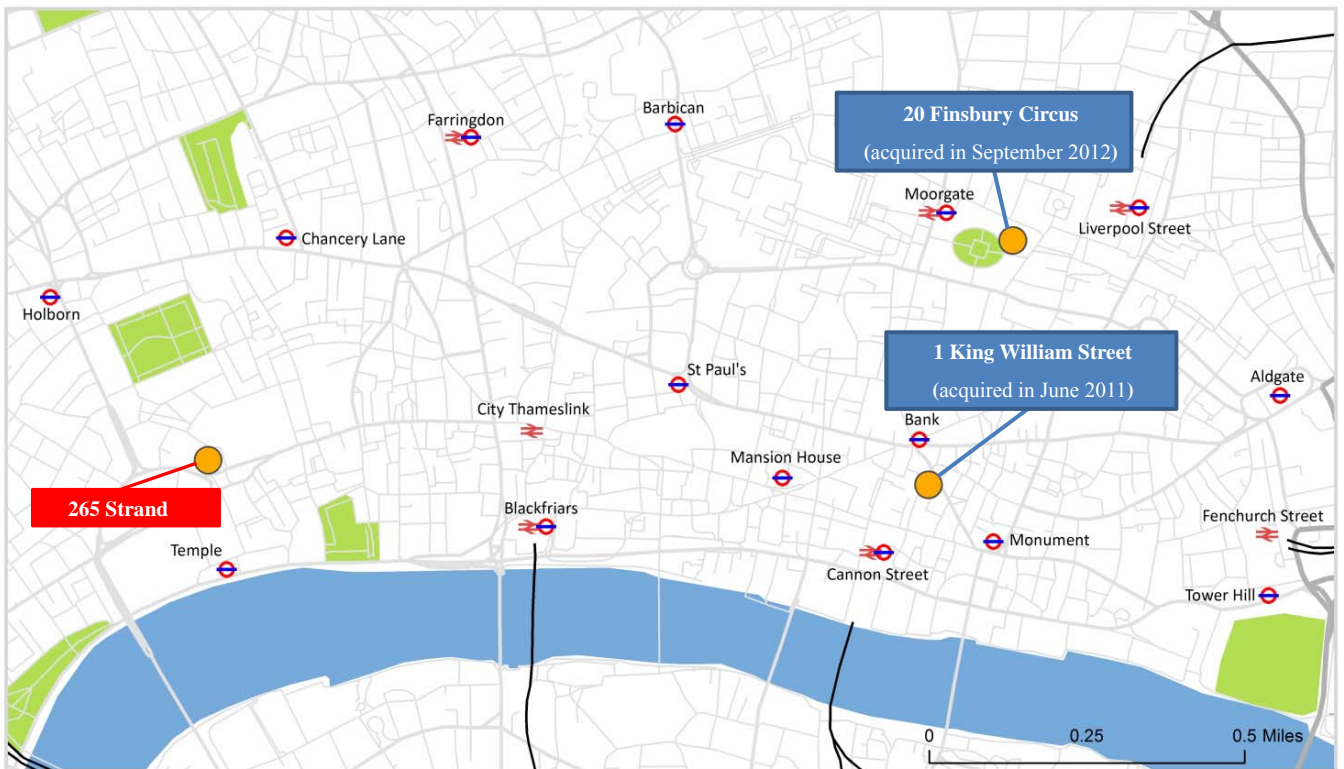 20 Finsbury Circus
(acquired in September 2012)
Barbican
Farringdon
Moorgate
Liverpool Street
Chancery Lane
Holborn
1 King William Street
(acquired in June 2011)
St Paul's
Aldgate
City Thameslink
Bank
Mansion House
265 Strand
Blackfriars
Fenchurch Street
Temple
Monument
Cannon Street
Tower Hill
0 0.25 0.5 Miles